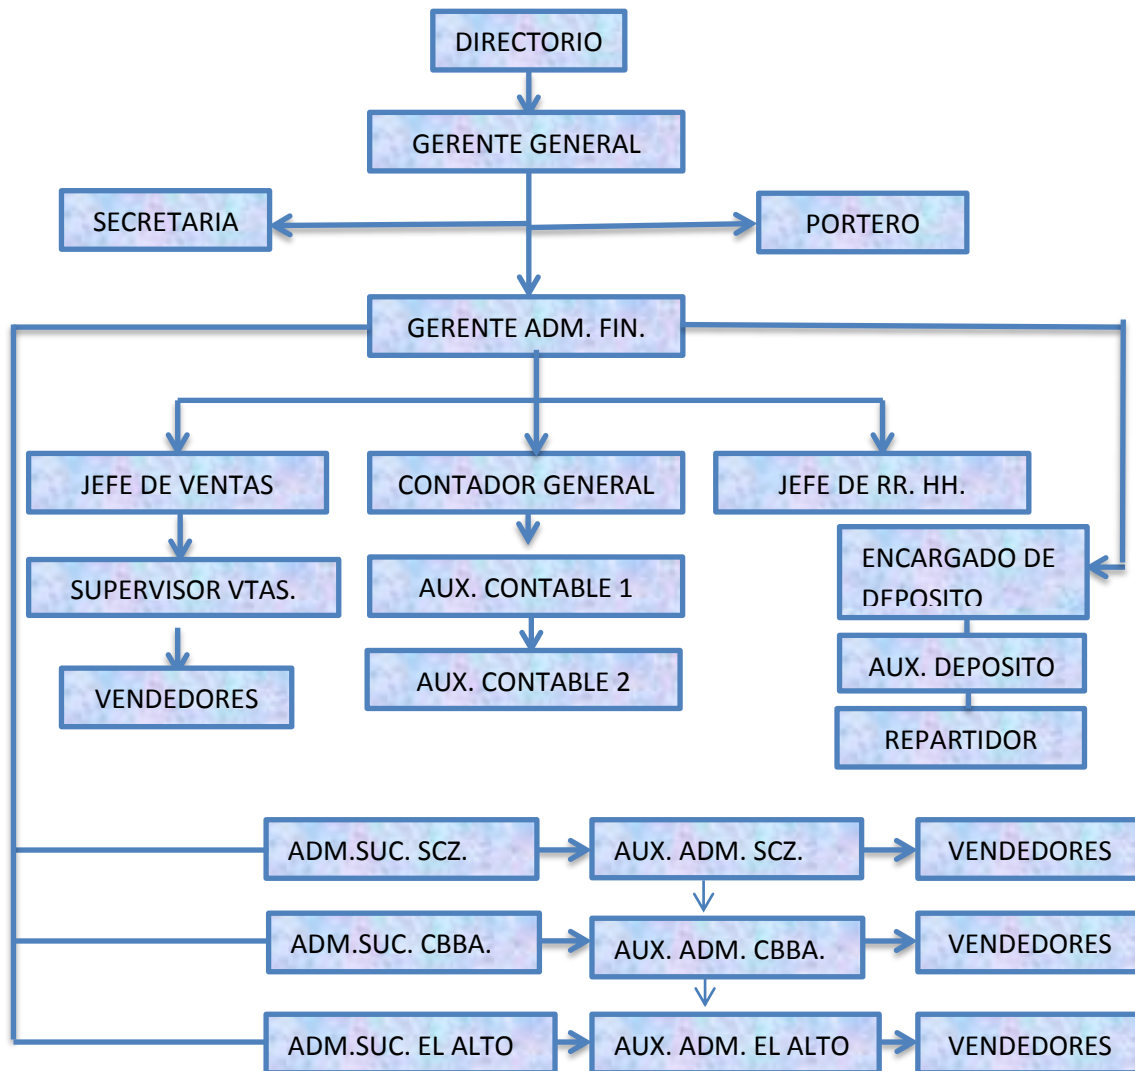 DIRECTORIO
GERENTE GENERAL
SECRETARIA
PORTERO
GERENTE ADM. FIN.
JEFE DE VENTAS
CONTADOR GENERAL
JEFE DE RR. HH.
ENCARGADO DE
DEPOSITO
SUPERVISOR VTAS.
AUX. CONTABLE 1
AUX. DEPOSITO
VENDEDORES
AUX. CONTABLE 2
REPARTIDOR
ADM.SUC. SCZ.
AUX. ADM. SCZ.
VENDEDORES
ADM.SUC. CBBA.
AUX. ADM. CBBA.
VENDEDORES
ADM.SUC. EL ALTO
AUX. ADM. EL ALTO
VENDEDORES